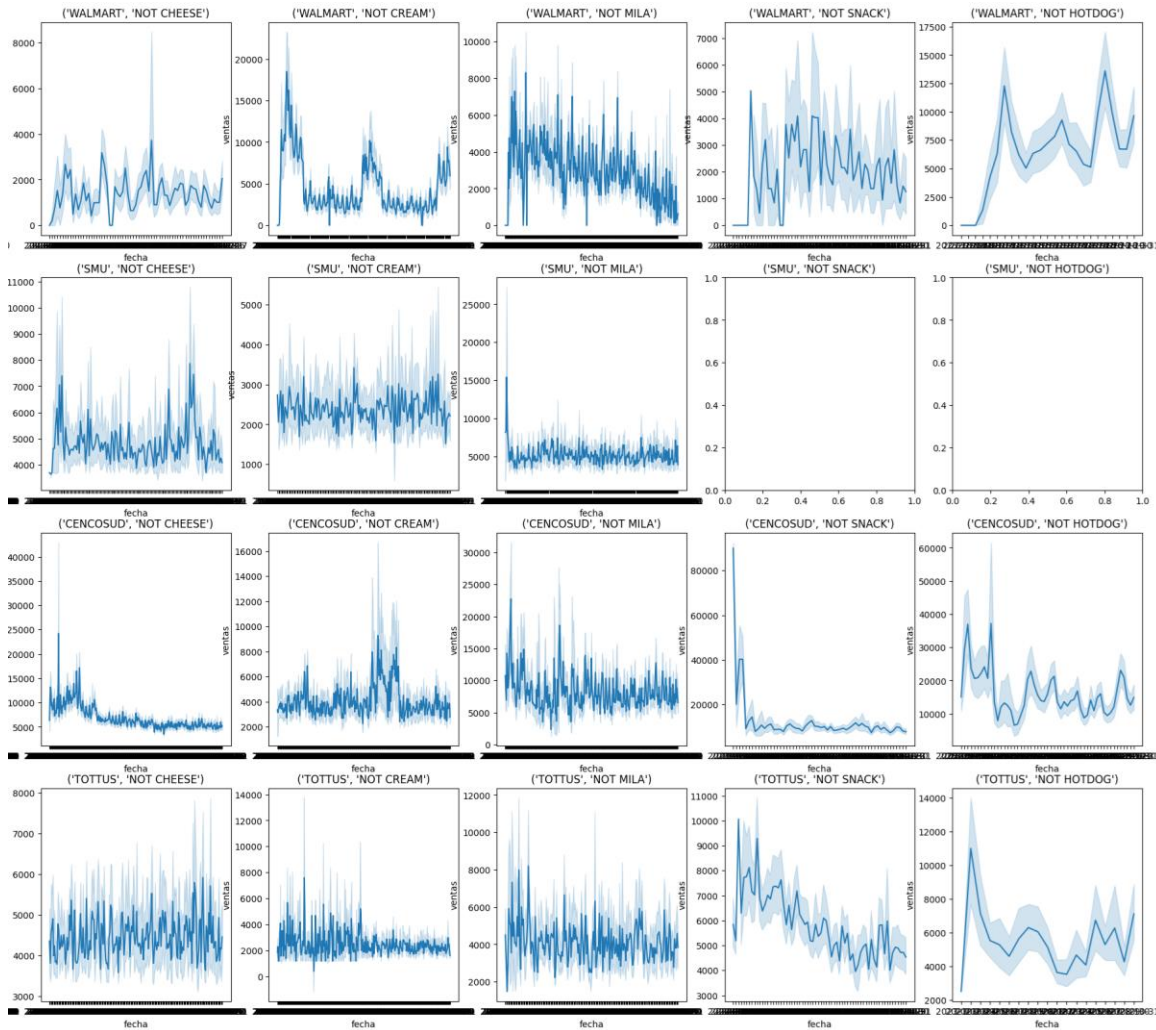 ('WALMART', 'NOT CHEESE')
8000
6000
4000
2000
0
fecha
('WALMART', 'NOT CREAM')
20000
15000
10000
5000
0
fecha
ventas
('WALMART', 'NOT MILA')
10000
8000
6000
4000
2000
0
fecha
ventas
('WALMART', 'NOT SNACK')
7000
6000
5000
4000
3000
2000
1000
0
fecha
ventas
('WALMART', 'NOT HOTDOG')
17500
15000
12500
10000
7500
5000
2500
0
fecha
('SMU', 'NOT CHEESE')
11000
10000
9000
8000
7000
6000
5000
4000
fecha
('SMU', 'NOT CREAM')
5000
4000
3000
2000
1000
fecha
ventas
('SMU', 'NOT MILA')
25000
20000
15000
10000
5000
0
fecha
('SMU', 'NOT SNACK')
1.0
0.8
0.6
0.4
0.2
0.0
0.0 0.2 0.4 0.6 0.8 1.0
('SMU', 'NOT HOTDOG')
1.0
0.8
0.6
0.4
0.2
0.0
0.0 0.2 0.4 0.6 0.8 1.0
('CENCOSUD', 'NOT CHEESE')
40000
35000
30000
25000
20000
15000
10000
5000
fecha
('CENCOSUD', 'NOT CREAM')
16000
14000
12000
10000
8000
6000
4000
2000
0
fecha
ventas
('CENCOSUD', 'NOT MILA')
30000
25000
20000
15000
10000
5000
0
fecha
ventas
('CENCOSUD', 'NOT SNACK')
80000
60000
40000
20000
fecha
ventas
('CENCOSUD', 'NOT HOTDOG')
60000
50000
40000
30000
20000
10000
0
fecha
('TOTTUS', 'NOT CHEESE')
8000
7000
6000
5000
4000
3000
fecha
('TOTTUS', 'NOT CREAM')
14000
12000
10000
8000
6000
4000
2000
0
fecha
ventas
('TOTTUS', 'NOT MILA')
12000
10000
8000
6000
4000
2000
fecha
ventas
('TOTTUS', 'NOT SNACK')
11000
10000
9000
8000
7000
6000
5000
4000
3000
fecha
ventas
('TOTTUS', 'NOT HOTDOG')
14000
12000
10000
8000
6000
4000
2000
fecha